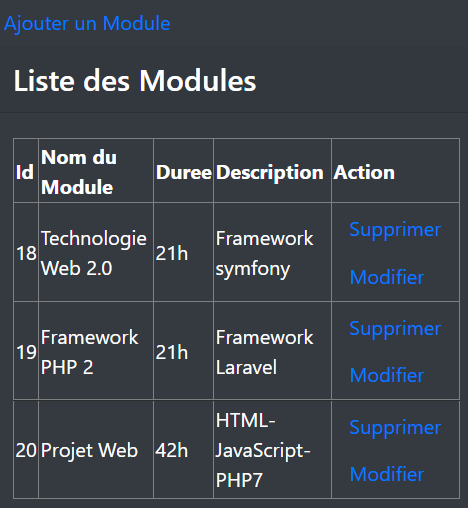 Ajouter un Module
Liste des Modules
Id Nom du Module Duree Description Action
18 Technologie Web 2.0 21h Framework symfony Supprimer
Modifier
19 Framework PHP 2 21h Framework Laravel Supprimer
Modifier
20 Projet Web 42h HTML-JavaScript-PHP7 Supprimer
Modifier